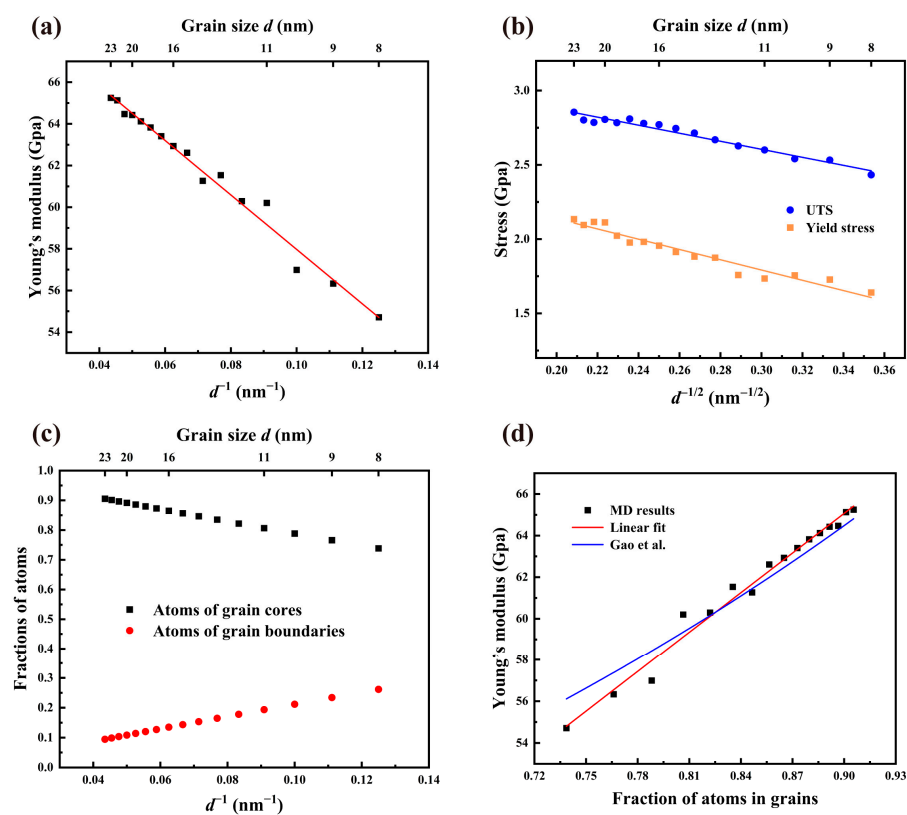 (a)
Grain size d (nm)
23 20 16 11 9 8
Young's modulus (Gpa)
66
64
62
60
58
56
54
0.04 0.06 0.08 0.10 0.12 0.14
d⁻¹ (nm⁻¹)
(b)
Grain size d (nm)
23 20 16 11 9 8
Stress (Gpa)
3.0
2.5
2.0
1.5
UTS
Yield stress
0.20 0.22 0.24 0.26 0.28 0.30 0.32 0.34 0.36
d⁻¹/² (nm⁻¹/²)
(c)
Grain size d (nm)
23 20 16 11 9 8
Fractions of atoms
1.0
0.9
0.8
0.7
0.6
0.5
0.4
0.3
0.2
0.1
0.0
Atoms of grain cores
Atoms of grain boundaries
0.04 0.06 0.08 0.10 0.12 0.14
d⁻¹ (nm⁻¹)
(d)
Young's modulus (Gpa)
66
64
62
60
58
56
54
MD results
Linear fit
Gao et al.
0.72 0.75 0.78 0.81 0.84 0.87 0.90 0.93
Fraction of atoms in grains